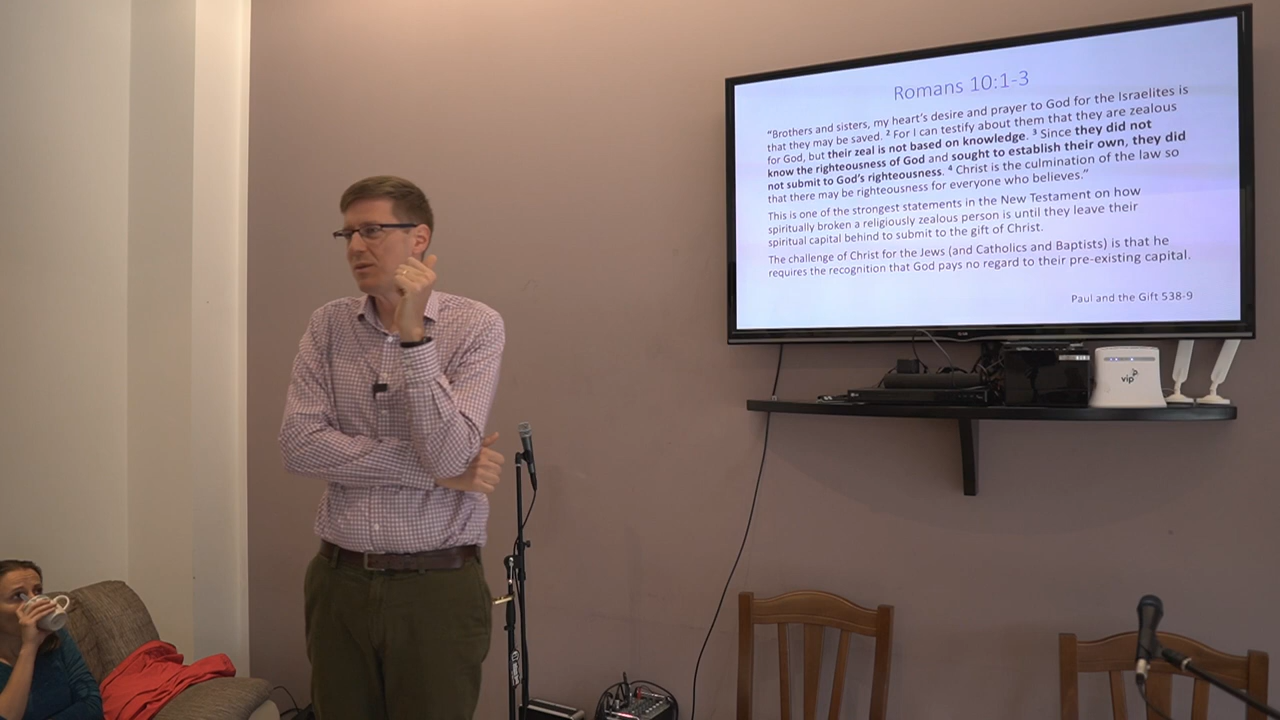 Romans 10:1-3
“Brothers and sisters, my heart’s desire and prayer to God for the Israelites is
that they may be saved. ² For I can testify about them that they are zealous
for God, but their zeal is not based on knowledge. ³ Since they did not
know the righteousness of God and sought to establish their own, they did
not submit to God’s righteousness. ⁴ Christ is the culmination of the law so
that there may be righteousness for everyone who believes.”
This is one of the strongest statements in the New Testament on how
spiritually broken a religiously zealous person is until they leave their
spiritual capital behind to submit to the gift of Christ.
The challenge of Christ for the Jews (and Catholics and Baptists) is that he
requires the recognition that God pays no regard to their pre-existing capital.
Paul and the Gift 538-9
vip